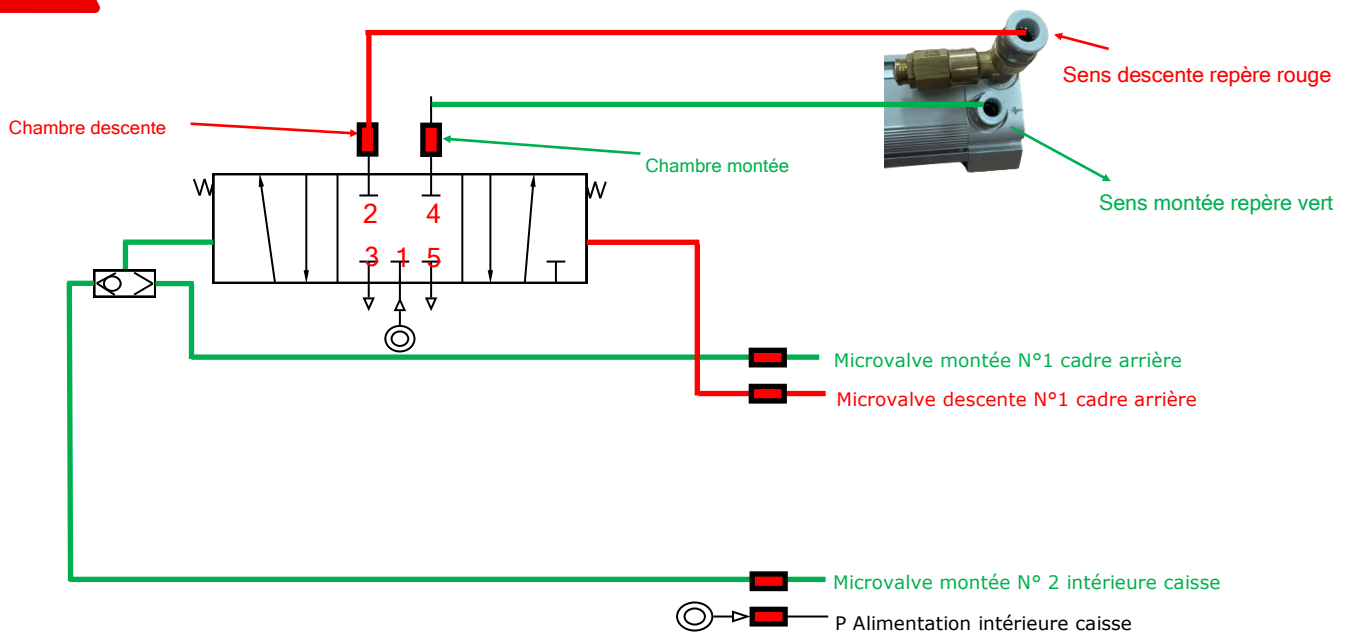 Sens descente repère rouge
Chambre descente
Chambre montée
Sens montée repère vert
2 4
3 1 5
Microvalve montée N°1 cadre arrière
Microvalve descente N°1 cadre arrière
Microvalve montée N° 2 intérieure caisse
P Alimentation intérieure caisse